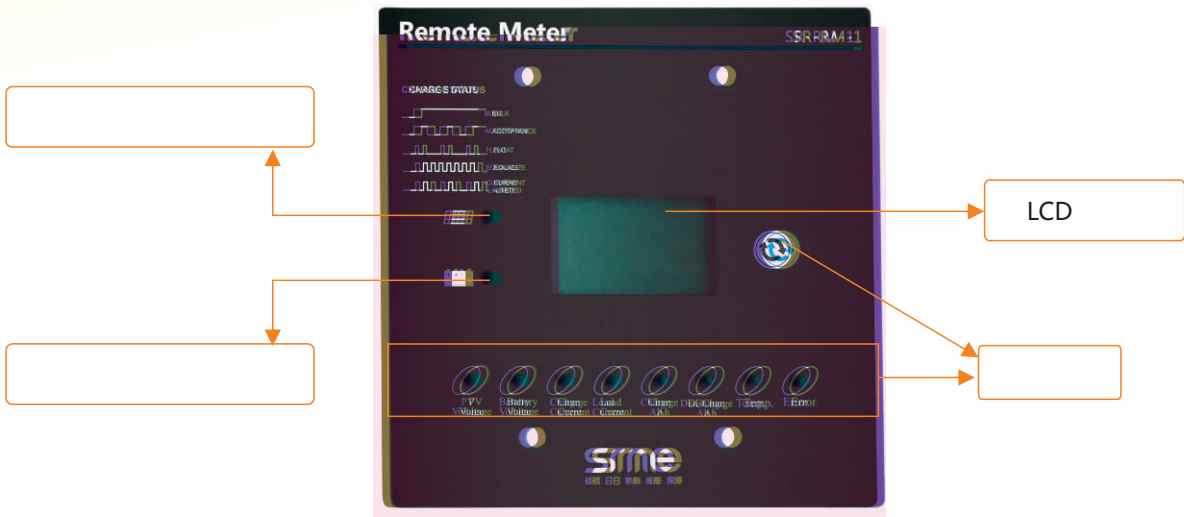 Remote Meter
CHARGE STATUS
BULK
ACCEPTANCE
FLOAT
EQUALIZE
CURRENT
LIMITED
LCD
PV
Voltage
Battery
Voltage
Charge
Current
Load
Current
Charge
Ah
DisCharge
Ah
Temp.
Error
srne